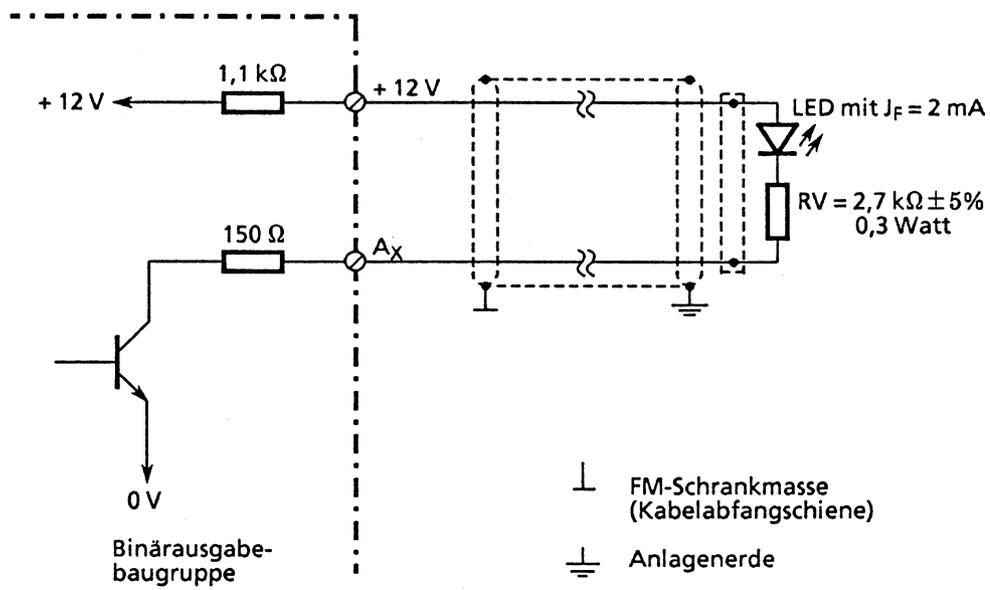 1,1 kΩ
+ 12 V
+ 12 V
LED mit J_F = 2 mA
RV = 2,7 kΩ ± 5%
0,3 Watt
150 Ω
A_X
0 V
Binärausgabe-
baugruppe
FM-Schrankmasse
(Kabelabfangschiene)
Anlagenerde